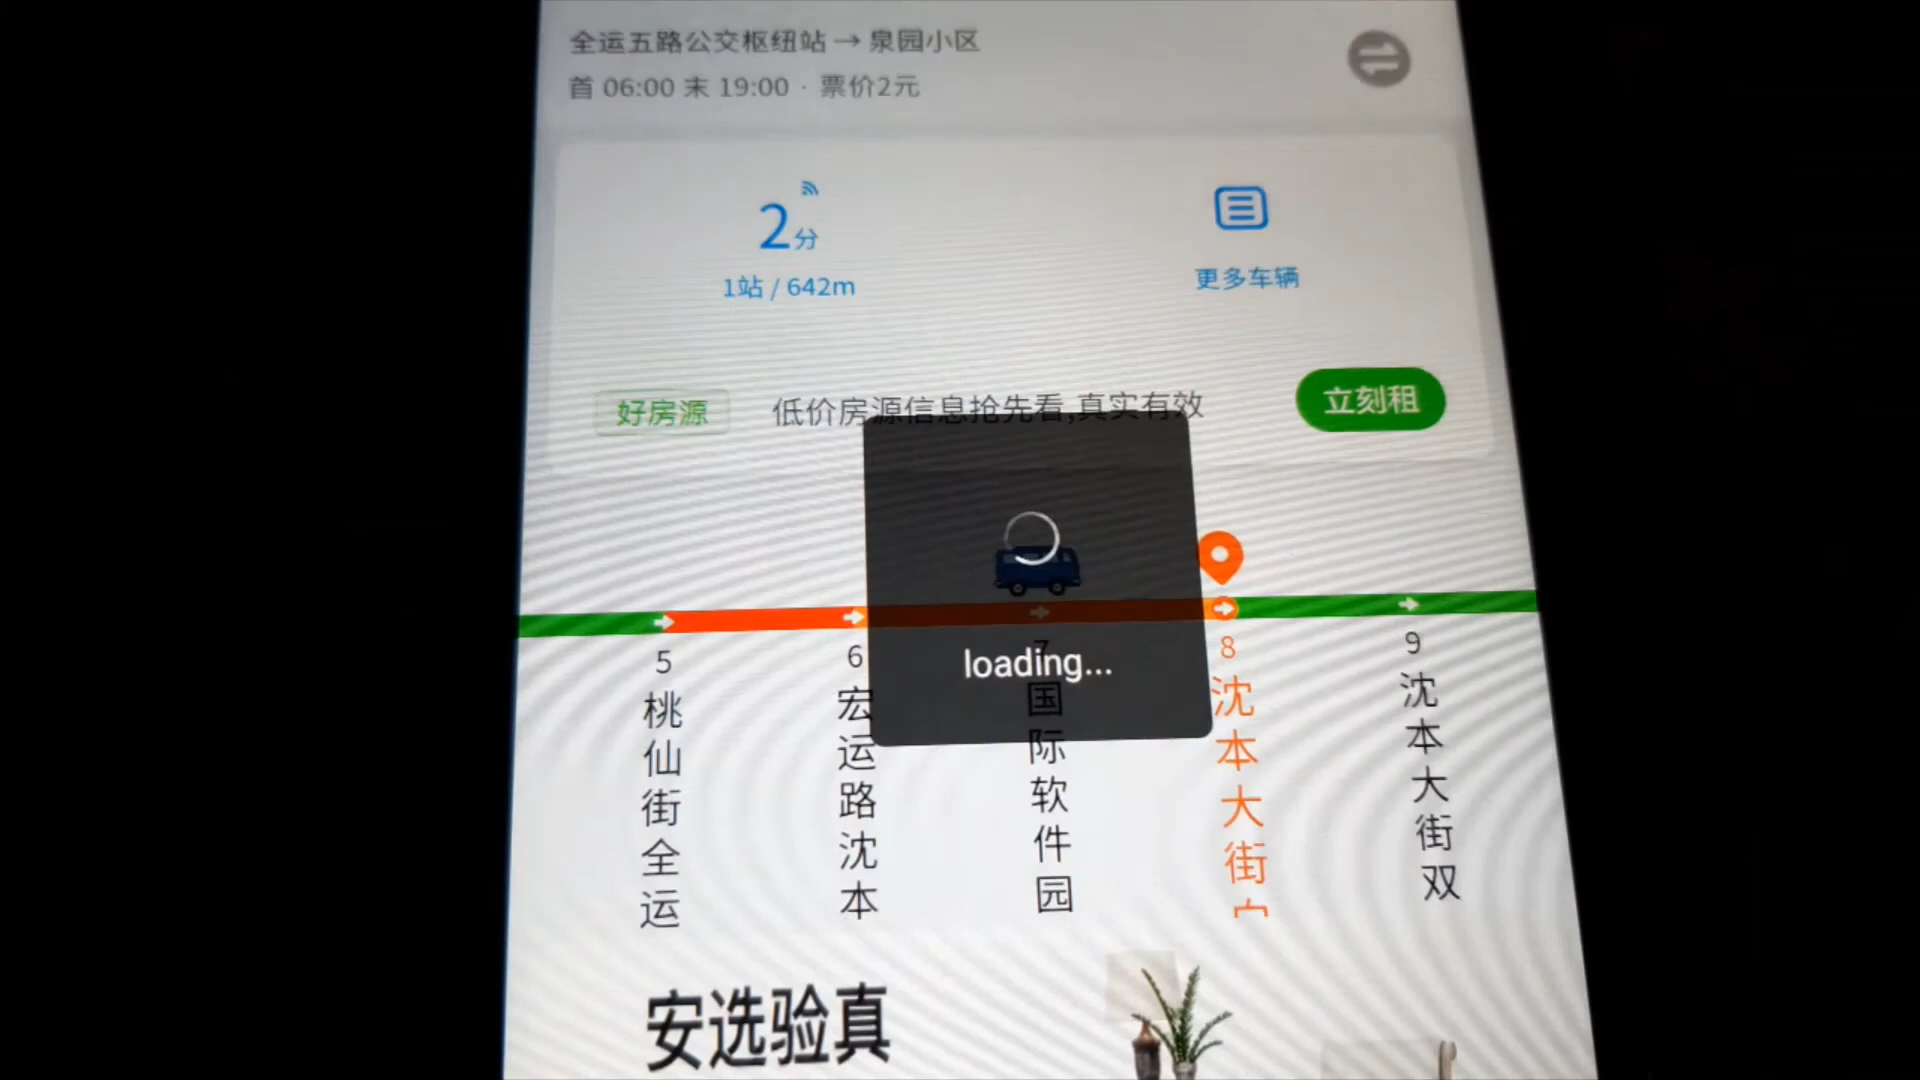 全运五路公交枢纽站 → 泉园小区
首 06:00 末 19:00 · 票价2元
2分
1站 / 642m
更多车辆
好房源
低价房源信息抢先看,真实有效
立刻租
loading...
5
桃仙街全运
6
宏运路沈本
7
国际软件园
8
沈本大街
9
沈本大街双
安选验真